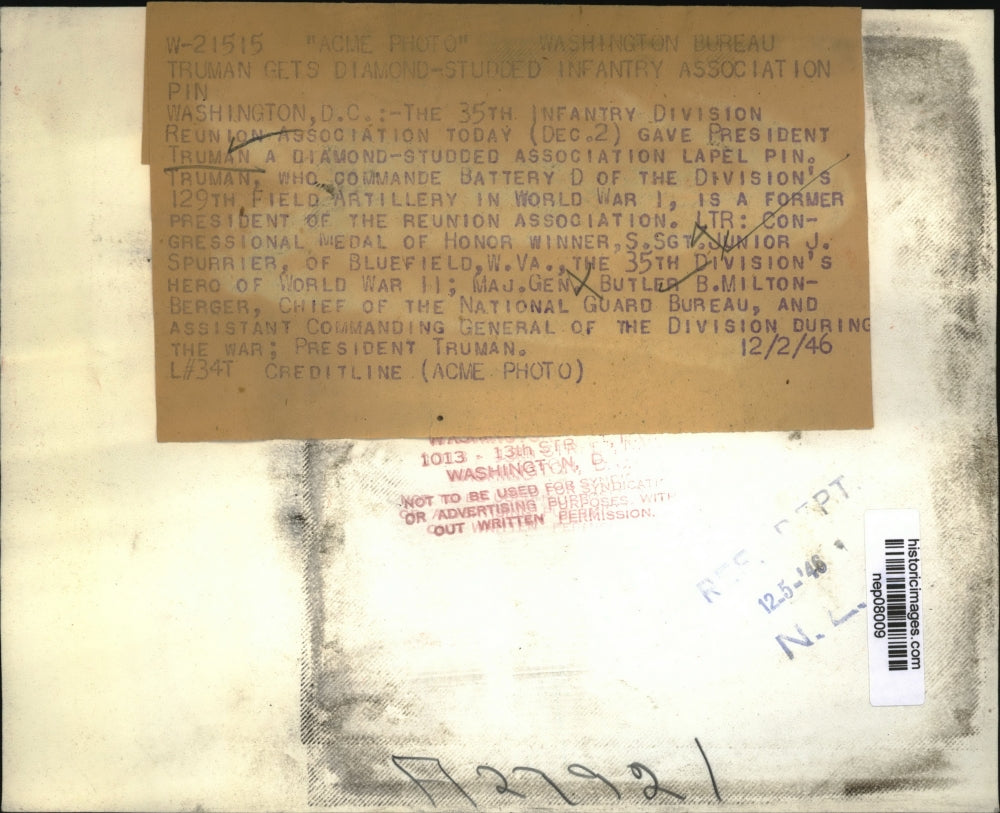 W-21515 "ACME PHOTO" WASHINGTON BUREAU
TRUMAN GETS DIAMOND-STUDDED INFANTRY ASSOCIATION
PIN
WASHINGTON, D.C.:-THE 35TH INFANTRY DIVISION
REUNION ASSOCIATION TODAY (DEC.2) GAVE PRESIDENT
TRUMAN A DIAMOND-STUDDED ASSOCIATION LAPEL PIN.
TRUMAN, WHO COMMANDE BATTERY D OF THE DIVISION'S
129TH FIELD ARTILLERY IN WORLD WAR I, IS A FORMER
PRESIDENT OF THE REUNION ASSOCIATION. LTR: CON-
GRESSIONAL MEDAL OF HONOR WINNER, S.SGT. JUNIOR J.
SPURRIER, OF BLUEFIELD, W.VA., THE 35TH DIVISION'S
HERO OF WORLD WAR II; MAJ.GEN. BUTLER B.MILTON-
BERGER, CHIEF OF THE NATIONAL GUARD BUREAU, AND
ASSISTANT COMMANDING GENERAL OF THE DIVISION DURING
THE WAR; PRESIDENT TRUMAN. 12/2/46
L#34T CREDITLINE (ACME PHOTO)
1013 - 13th STR
WASHINGTON, D.
NOT TO BE USED FOR SYNDICATE
OR ADVERTISING PURPOSES WITH
OUT WRITTEN PERMISSION.
DEPT.
12-5-'46
N. L.
historicimages.com
nep08009
A27921